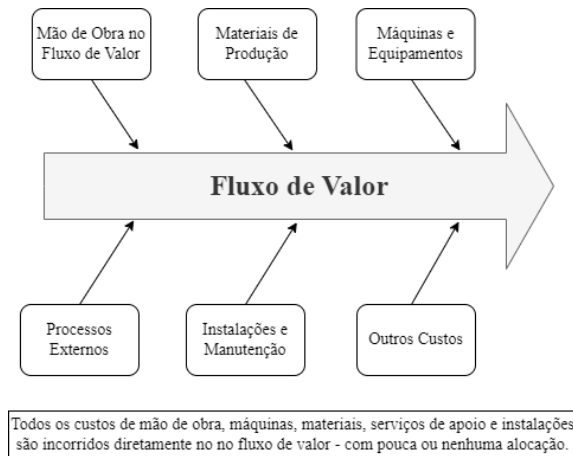 Mão de Obra no
Fluxo de Valor
Materiais de
Produção
Máquinas e
Equipamentos
Fluxo de Valor
Processos
Externos
Instalações e
Manutenção
Outros Custos
Todos os custos de mão de obra, máquinas, materiais, serviços de apoio e instalações
são incorridos diretamente no no fluxo de valor - com pouca ou nenhuma alocação.